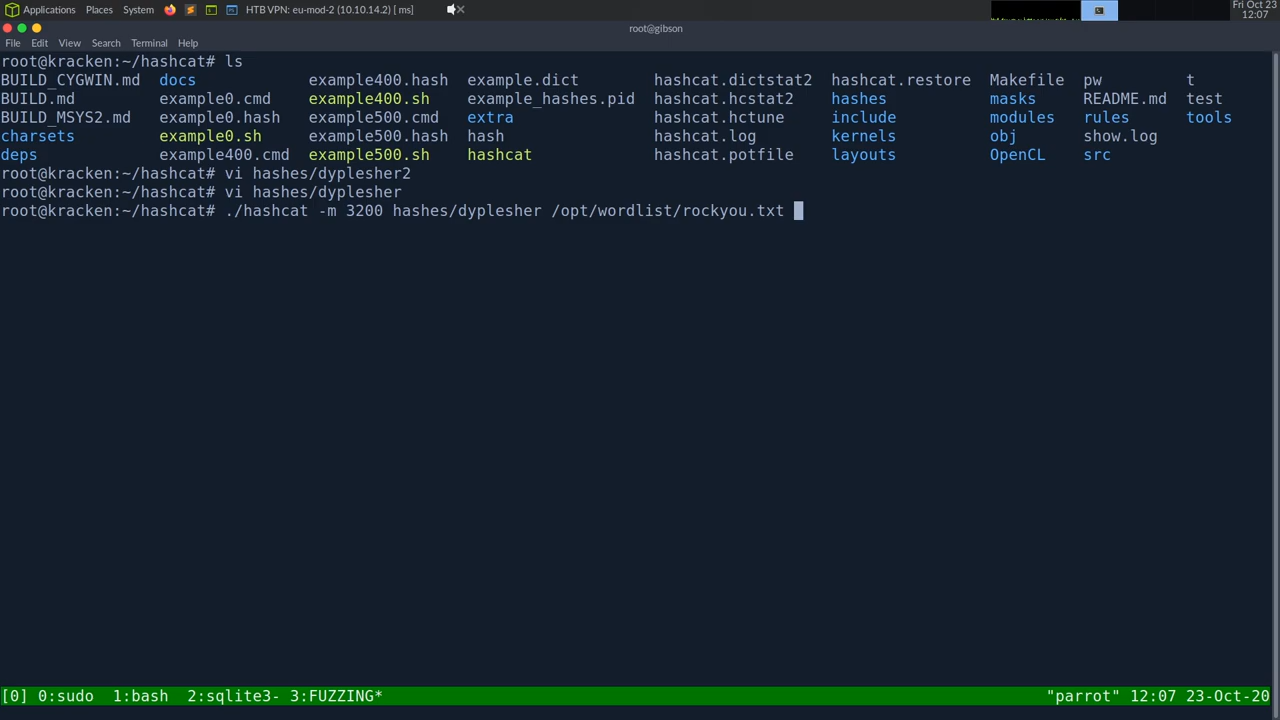 Applications Places System HTB VPN: eu-mod-2 (10.10.14.2) [ ms] Fri Oct 23
12:07
root@gibson
File Edit View Search Terminal Help
root@kracken:~/hashcat# ls
BUILD_CYGWIN.md docs example400.hash example.dict hashcat.dictstat2 hashcat.restore Makefile pw t
BUILD.md example0.cmd example400.sh example_hashes.pid hashcat.hcstat2 hashes masks README.md test
BUILD_MSYS2.md example0.hash example500.cmd extra hashcat.hctune include modules rules tools
charsets example0.sh example500.hash hash hashcat.log kernels obj show.log
deps example400.cmd example500.sh hashcat hashcat.potfile layouts OpenCL src
root@kracken:~/hashcat# vi hashes/dyplesher2
root@kracken:~/hashcat# vi hashes/dyplesher
root@kracken:~/hashcat# ./hashcat -m 3200 hashes/dyplesher /opt/wordlist/rockyou.txt
[0] 0:sudo 1:bash 2:sqlite3- 3:FUZZING* "parrot" 12:07 23-Oct-20